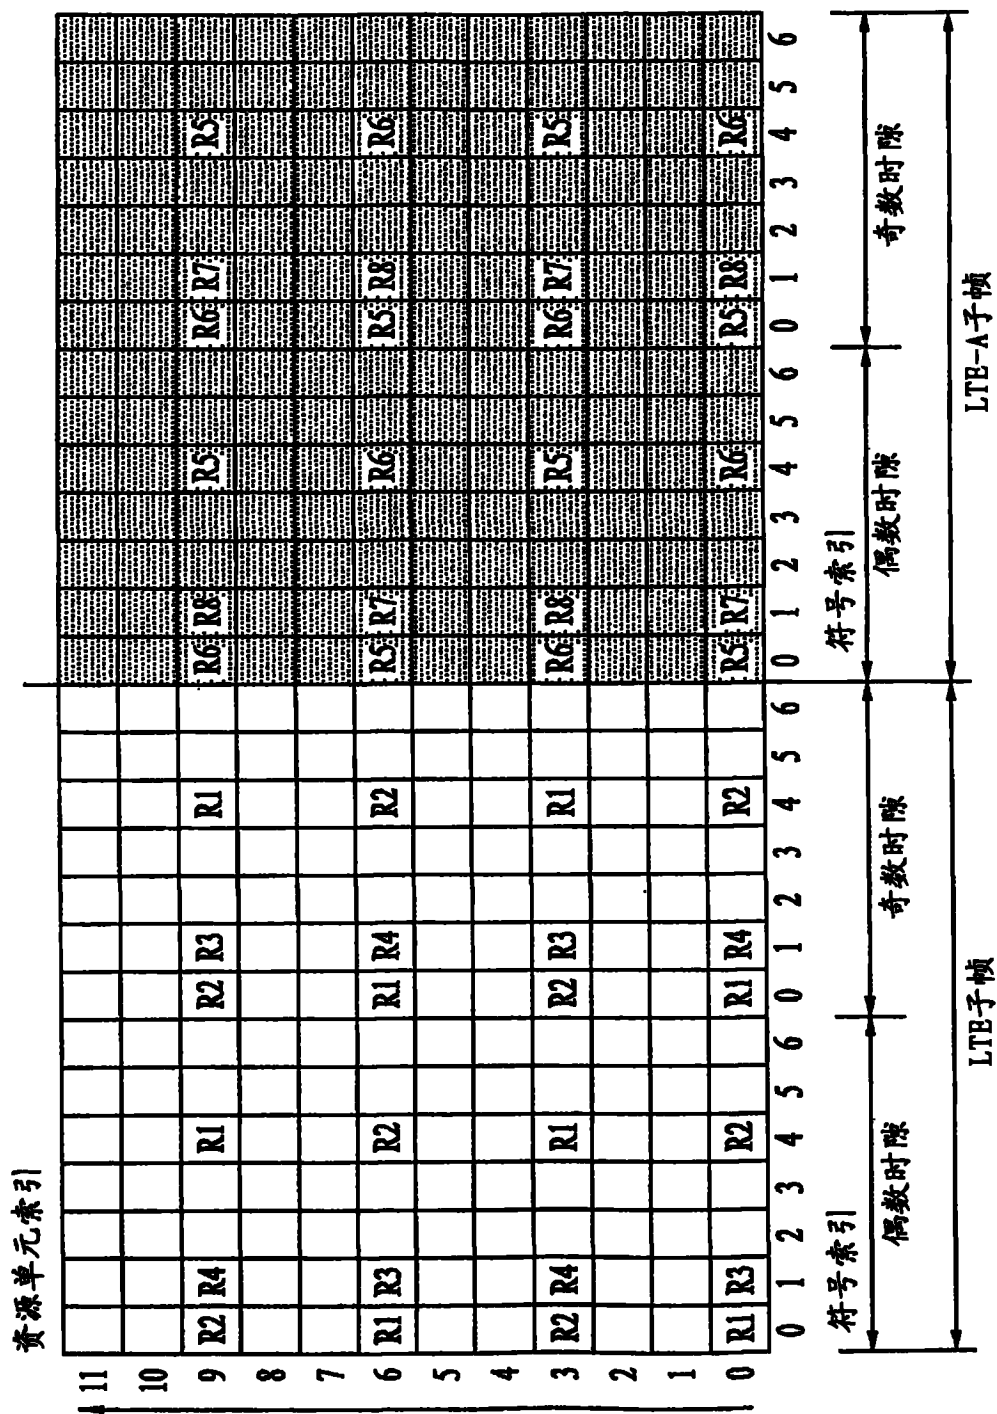 资源单元索引
11
10
9 R2 R4 R1 R2 R3 R1 R6 R8 R5 R6 R7 R5
8
7
6 R1 R3 R2 R1 R4 R2 R5 R7 R6 R5 R8 R6
5
4
3 R2 R4 R1 R2 R3 R1 R6 R8 R5 R6 R7 R5
2
1
0 R1 R3 R2 R1 R4 R2 R5 R7 R6 R5 R8 R6
0 1 2 3 4 5 6 0 1 2 3 4 5 6 0 1 2 3 4 5 6 0 1 2 3 4 5 6
符号索引 符号索引
偶数时隙 奇数时隙 偶数时隙 奇数时隙
LTE子帧 LTE-A子帧